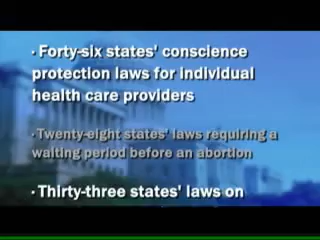 · Forty-six states' conscience
protection laws for individual
health care providers
· Twenty-eight states' laws requiring a
waiting period before an abortion
· Thirty-three states' laws on